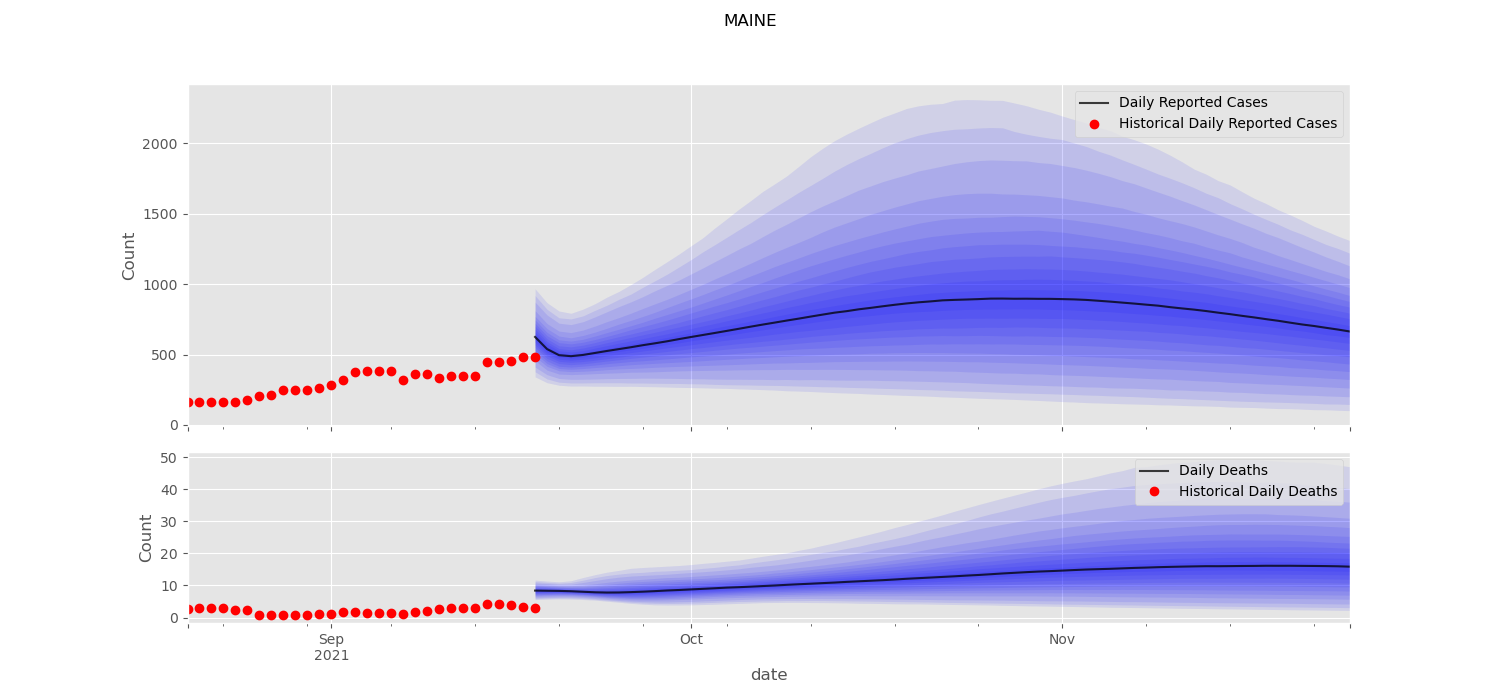 MAINE
Daily Reported Cases
Historical Daily Reported Cases
Count
2000
1500
1000
500
0
Daily Deaths
Historical Daily Deaths
Count
50
40
30
20
10
0
Sep
2021
Oct
Nov
date